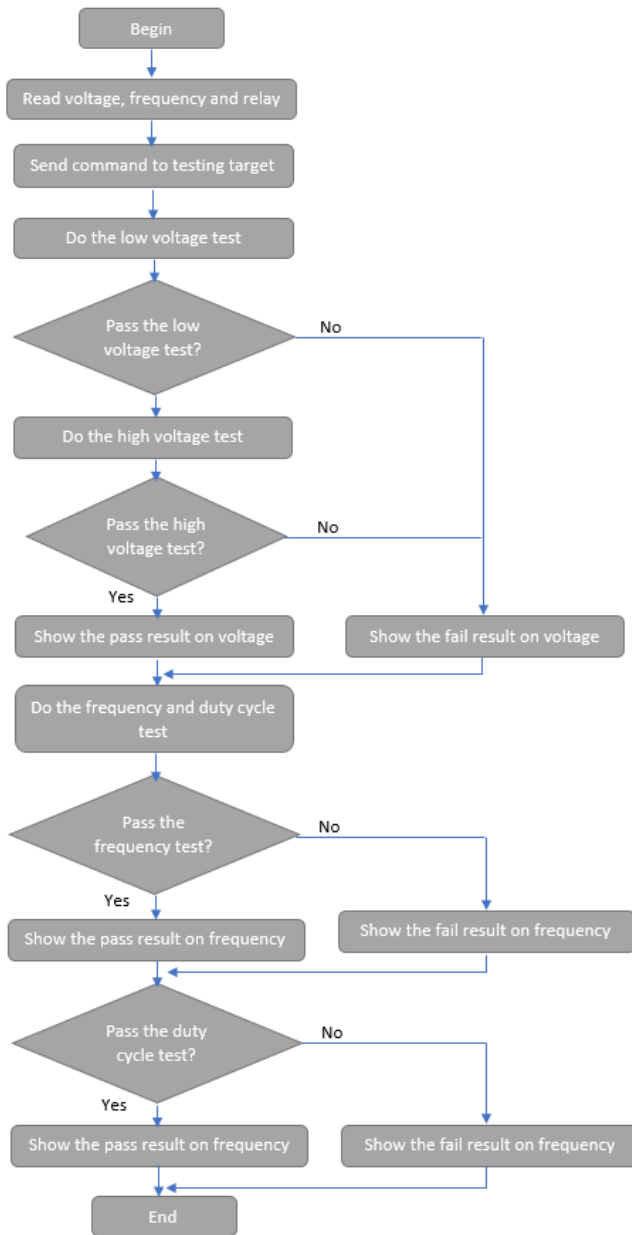 Begin
Read voltage, frequency and relay
Send command to testing target
Do the low voltage test
Pass the low
voltage test?
No
Do the high voltage test
Pass the high
voltage test?
No
Yes
Show the pass result on voltage
Show the fail result on voltage
Do the frequency and duty cycle
test
Pass the
frequency test?
No
Yes
Show the pass result on frequency
Show the fail result on frequency
Pass the duty
cycle test?
No
Yes
Show the pass result on frequency
Show the fail result on frequency
End